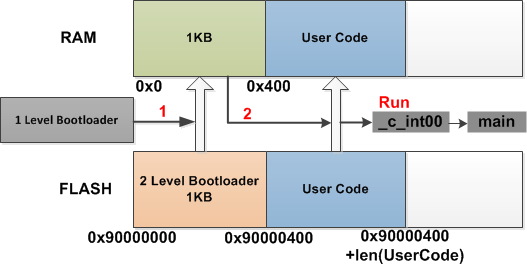 RAM
1KB
User Code
0x0
0x400
1 Level Bootloader
1
2
Run
_c_int00
main
FLASH
2 Level Bootloader
1KB
User Code
0x90000000
0x90000400
0x90000400
+len(UserCode)